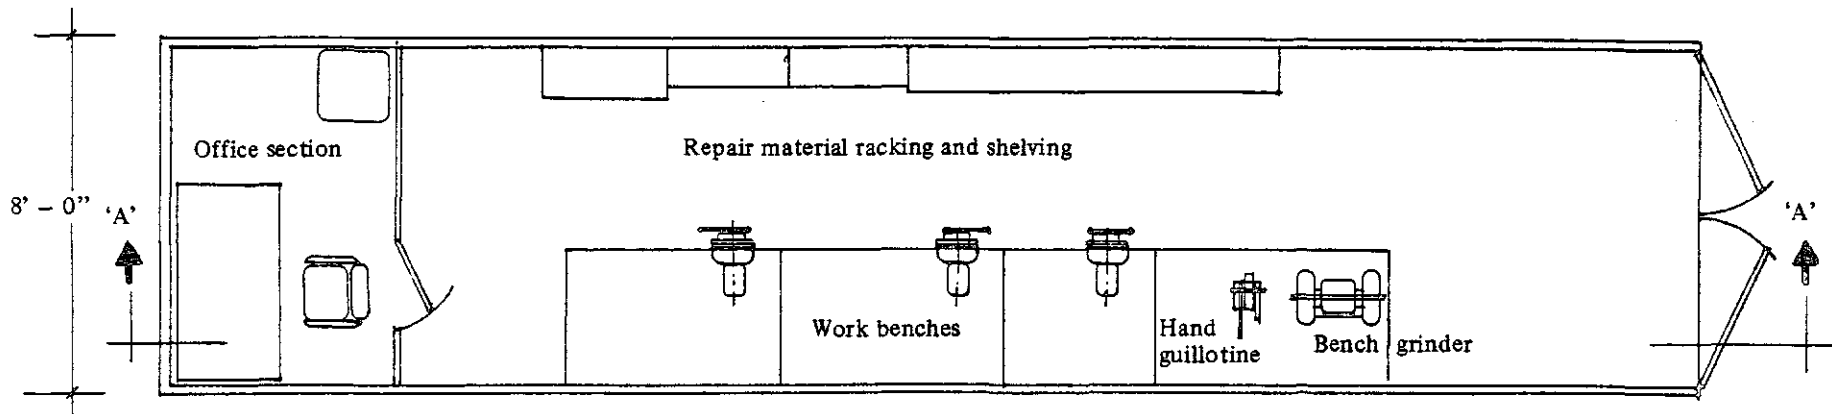 Office section
Repair material racking and shelving
8’ – 0”
‘A’
‘A’
Work benches
Hand
guillotine
Bench grinder